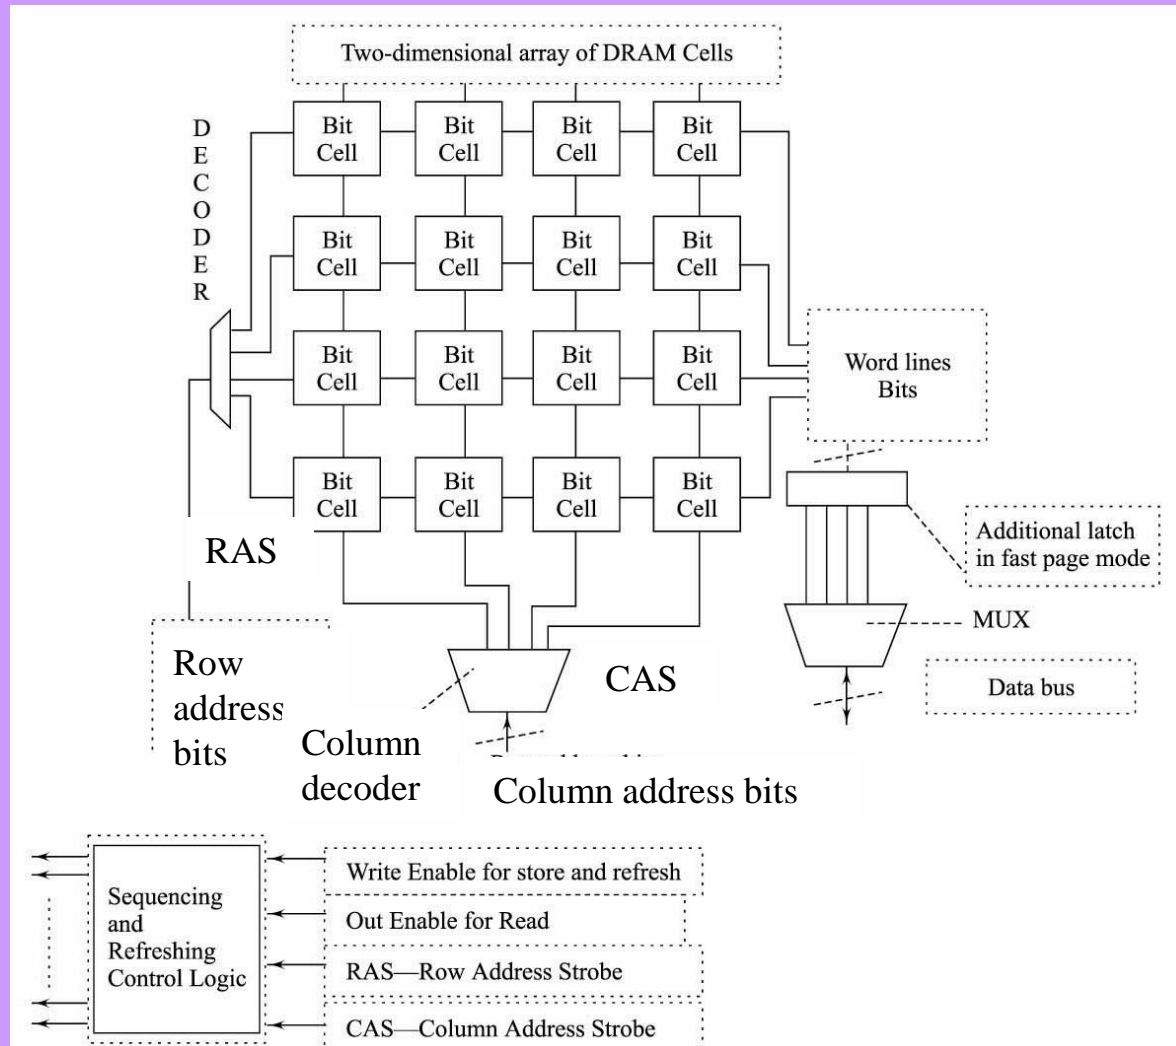 Two-dimensional array of DRAM Cells
D
E
C
O
D
E
R
Bit
Cell
Bit
Cell
Bit
Cell
Bit
Cell
Bit
Cell
Bit
Cell
Bit
Cell
Bit
Cell
Bit
Cell
Bit
Cell
Bit
Cell
Bit
Cell
Bit
Cell
Bit
Cell
Bit
Cell
Bit
Cell
Word lines
Bits
Additional latch
in fast page mode
MUX
Data bus
RAS
Row
address
bits
CAS
Column
decoder
Column address bits
Sequencing
and
Refreshing
Control Logic
Write Enable for store and refresh
Out Enable for Read
RAS—Row Address Strobe
CAS—Column Address Strobe